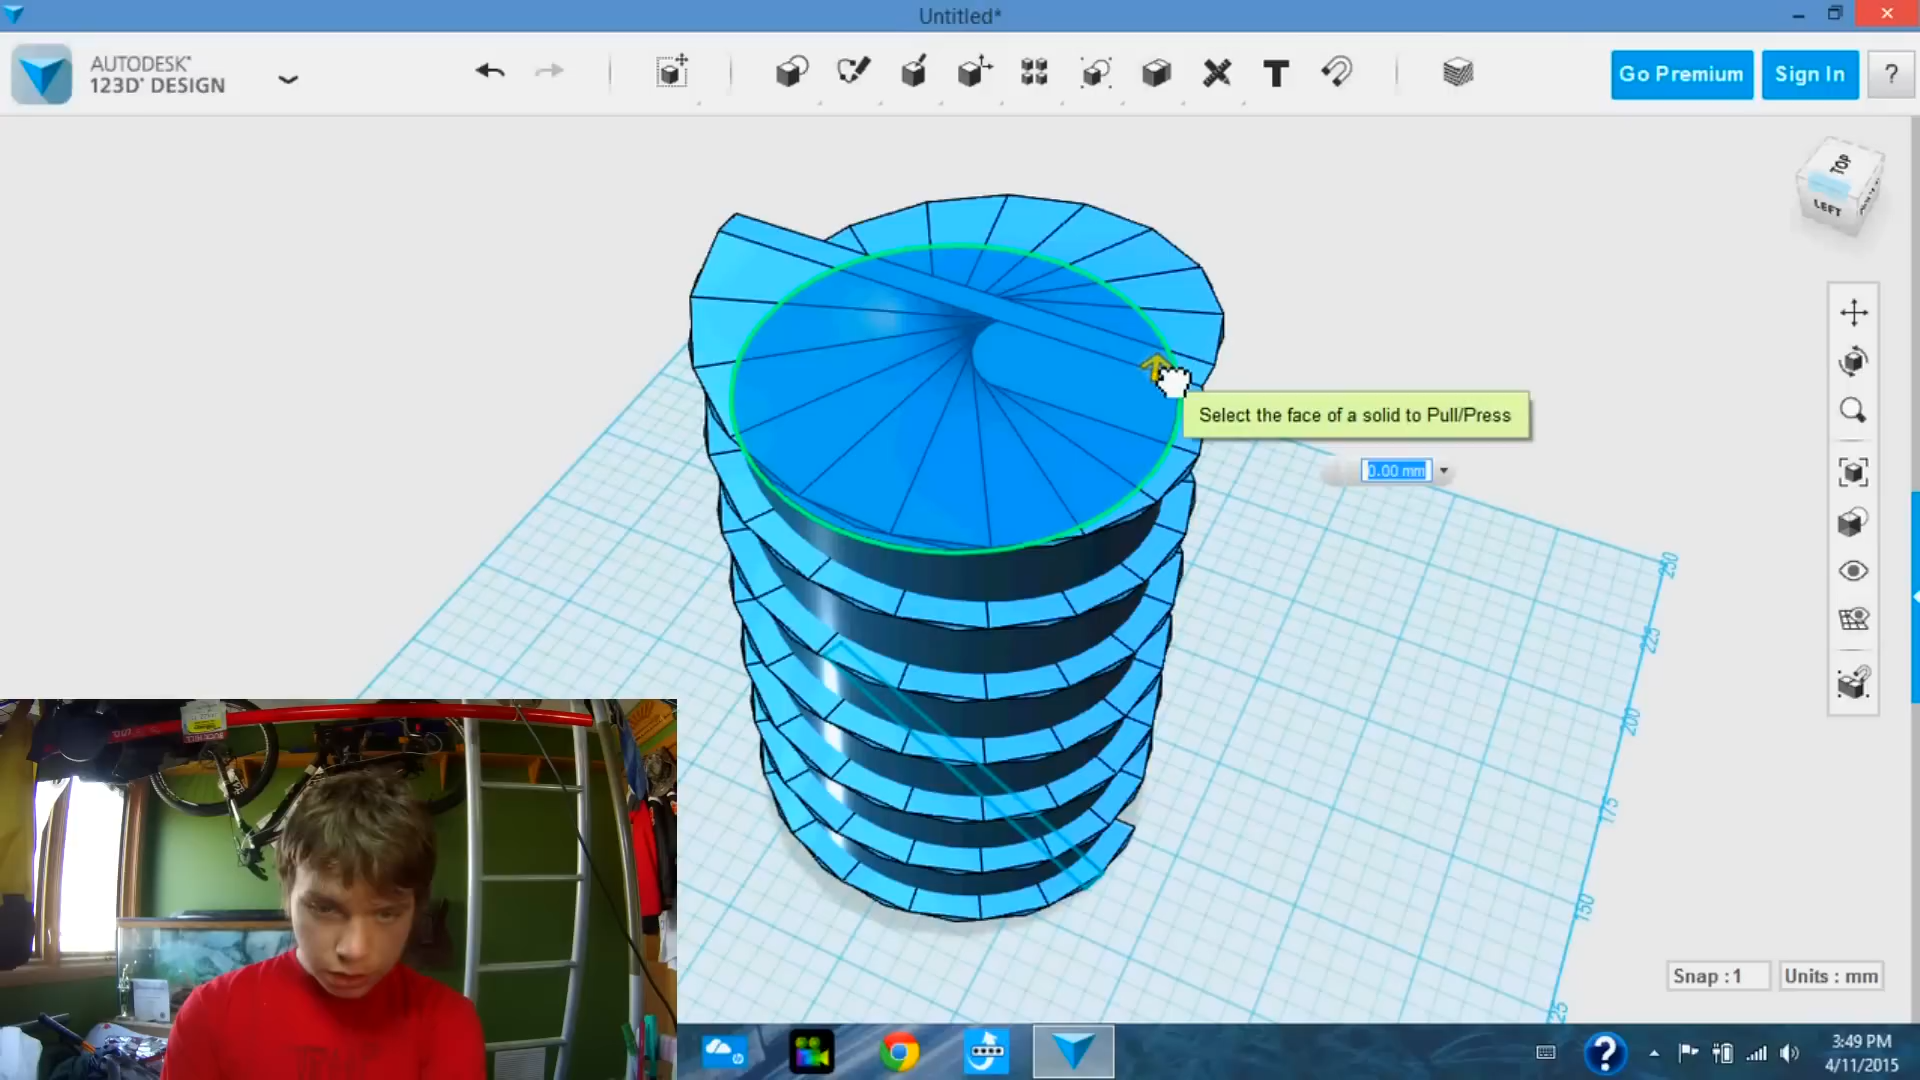 Untitled*
AUTODESK®
123D® DESIGN
T
Go Premium
Sign In
?
TOP
LEFT
Select the face of a solid to Pull/Press
0.00 mm
250
225
200
175
150
Snap : 1
Units : mm
?
3:49 PM
4/11/2015